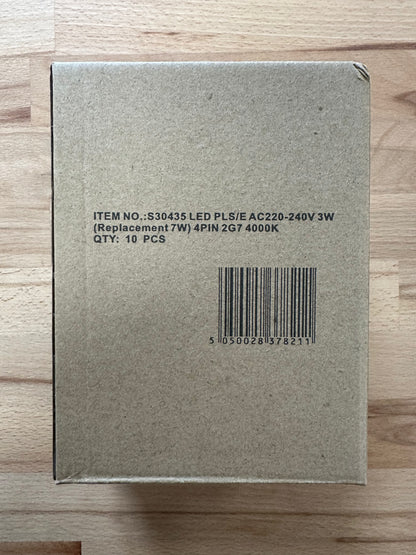 ITEM NO.:S30435 LED PLS/E AC220-240V 3W
(Replacement 7W) 4PIN 2G7 4000K
QTY: 10 PCS
5 050028 378211